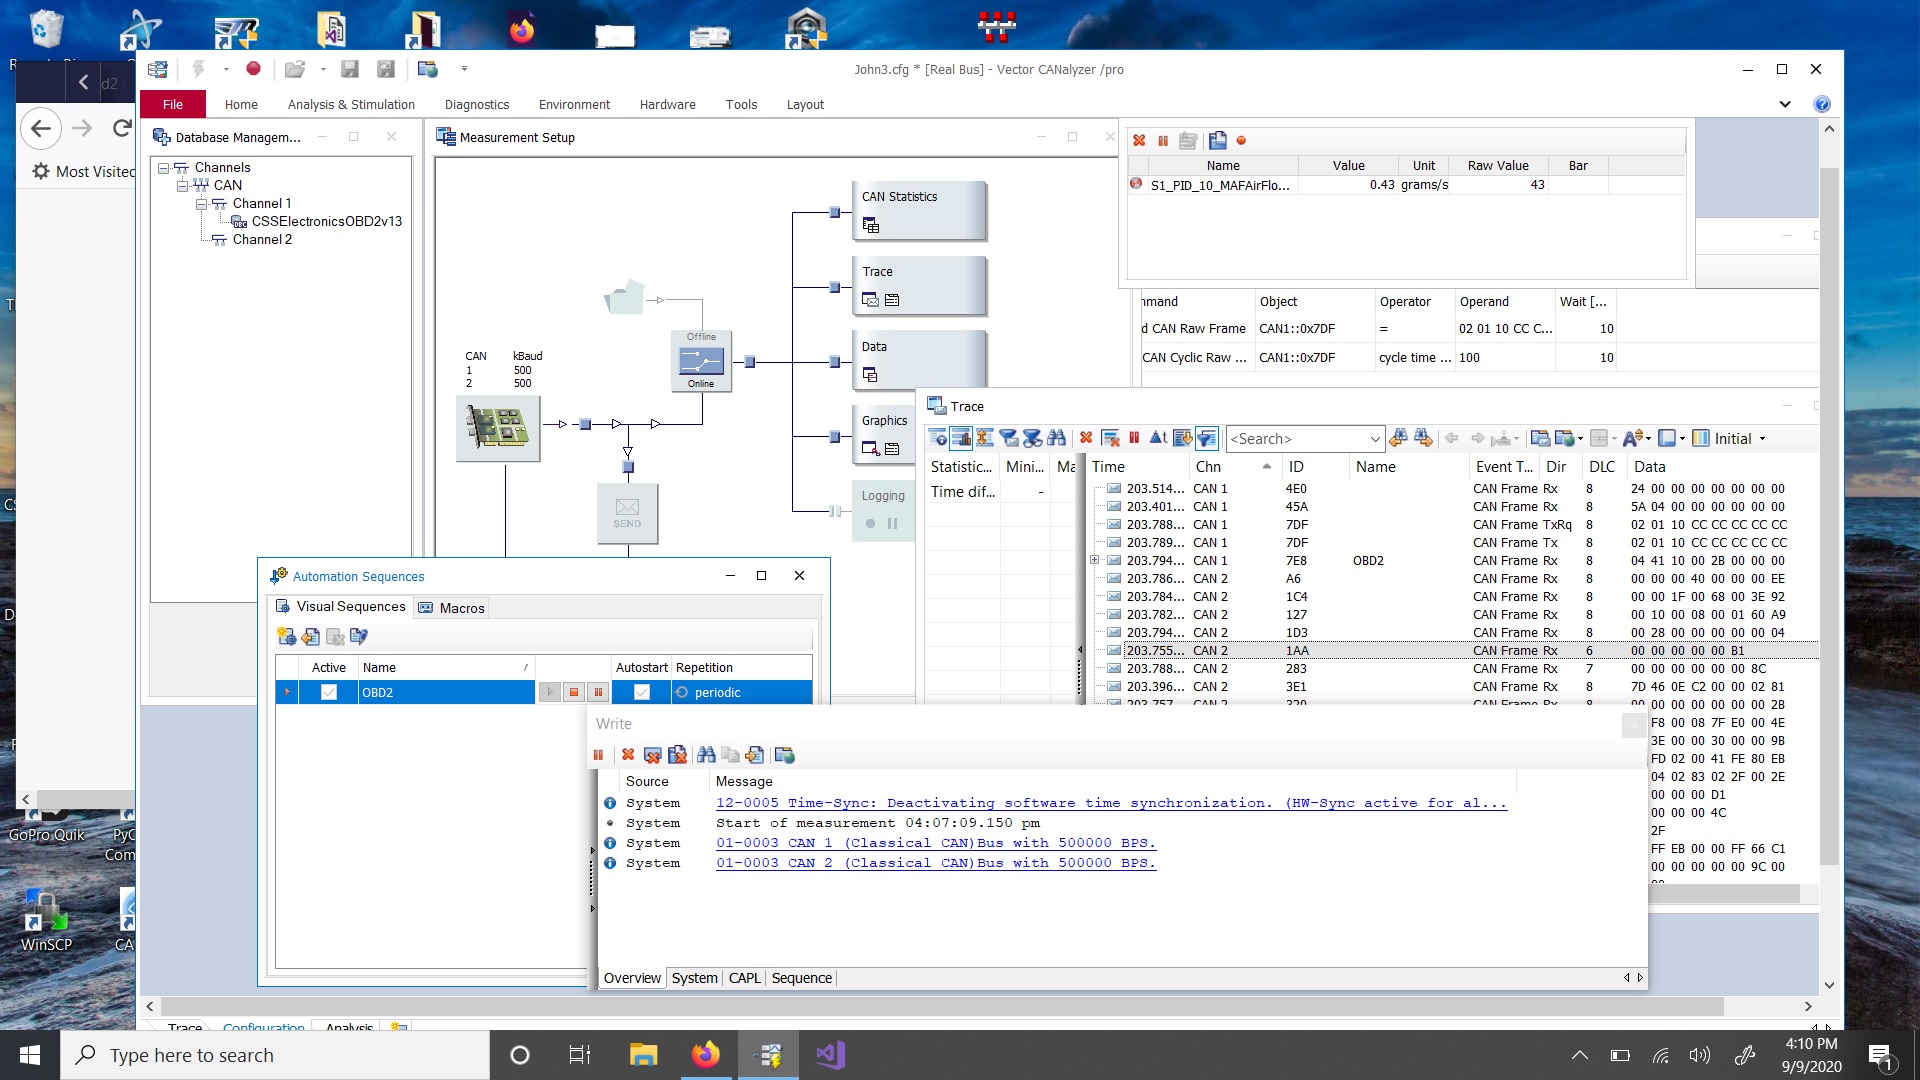 John3.cfg * [Real Bus] - Vector CANalyzer /pro
File Home Analysis & Stimulation Diagnostics Environment Hardware Tools Layout
Most Visited
Database Managem...
Channels
CAN
Channel 1
CSSElectronicsOBD2v13
Channel 2
Measurement Setup
CAN kBaud
1 500
2 500
Offline
Online
SEND
CAN Statistics
Trace
Data
Graphics
Logging
Name Value Unit Raw Value Bar
S1_PID_10_MAFAirFlo... 0.43 grams/s 43
mmand Object Operator Operand Wait [...
d CAN Raw Frame CAN1::0x7DF = 02 01 10 CC C... 10
CAN Cyclic Raw ... CAN1::0x7DF cycle time ... 100 10
Trace
<Search> Initial
Statistic... Mini... Ma
Time dif... -
Time Chn ID Name Event T... Dir DLC Data
203.514... CAN 1 4E0 CAN Frame Rx 8 24 00 00 00 00 00 00 00
203.401... CAN 1 45A CAN Frame Rx 8 5A 04 00 00 00 00 00 00
203.788... CAN 1 7DF CAN Frame TxRq 8 02 01 10 CC CC CC CC CC
203.789... CAN 1 7DF CAN Frame Tx 8 02 01 10 CC CC CC CC CC
203.794... CAN 1 7E8 OBD2 CAN Frame Rx 8 04 41 10 00 2B 00 00 00
203.786... CAN 2 A6 CAN Frame Rx 8 00 00 00 40 00 00 00 EE
203.784... CAN 2 1C4 CAN Frame Rx 8 00 00 1F 00 68 00 3E 92
203.782... CAN 2 127 CAN Frame Rx 8 00 10 00 08 00 01 60 A9
203.794... CAN 2 1D3 CAN Frame Rx 8 00 28 00 00 00 00 00 04
203.755... CAN 2 1AA CAN Frame Rx 6 00 00 00 00 00 B1
203.788... CAN 2 283 CAN Frame Rx 7 00 00 00 00 00 00 8C
203.396... CAN 2 3E1 CAN Frame Rx 8 7D 46 0E C2 00 00 02 81
203.757... CAN 2 320 CAN Frame Rx 8 00 00 00 00 00 00 00 2B
F8 00 08 7F E0 00 4E
3E 00 00 30 00 00 9B
FD 02 00 41 FE 80 EB
04 02 83 02 2F 00 2E
00 00 00 D1
00 00 00 4C
2F
FF EB 00 00 FF 66 C1
00 00 00 00 00 9C 00
Automation Sequences
Visual Sequences Macros
Active Name Autostart Repetition
OBD2 periodic
Write
Source Message
System 12-0005 Time-Sync: Deactivating software time synchronization. (HW-Sync active for al...
System Start of measurement 04:07:09.150 pm
System 01-0003 CAN 1 (Classical CAN)Bus with 500000 BPS.
System 01-0003 CAN 2 (Classical CAN)Bus with 500000 BPS.
Overview System CAPL Sequence
GoPro Quik
WinSCP
Trace Configuration Analysis
Type here to search
4:10 PM
9/9/2020
1